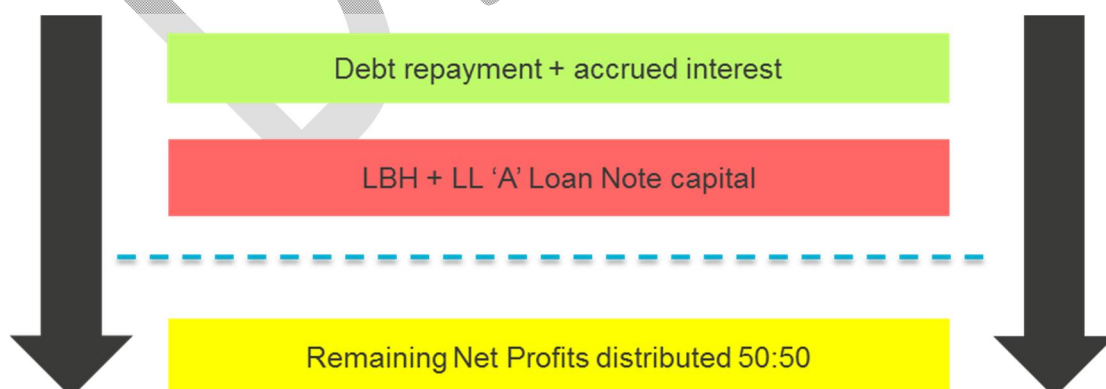 Debt repayment + accrued interest
LBH + LL ‘A’ Loan Note capital
Remaining Net Profits distributed 50:50